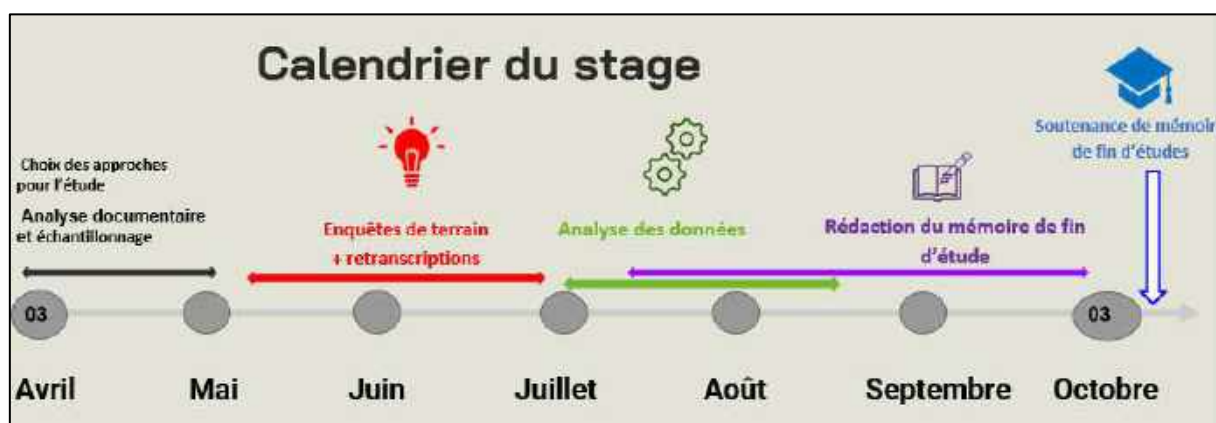 Calendrier du stage
Soutenance de mémoir
de fin d'études
Choix des approches
pour l'étude
Analyse documentaire
et échantillonnage
Enquêtes de terrain
+ retranscriptions
Analyse des données
Rédaction du mémoire de fin
d'étude
03
03
Avril
Mai
Juin
Juillet
Août
Septembre
Octobre